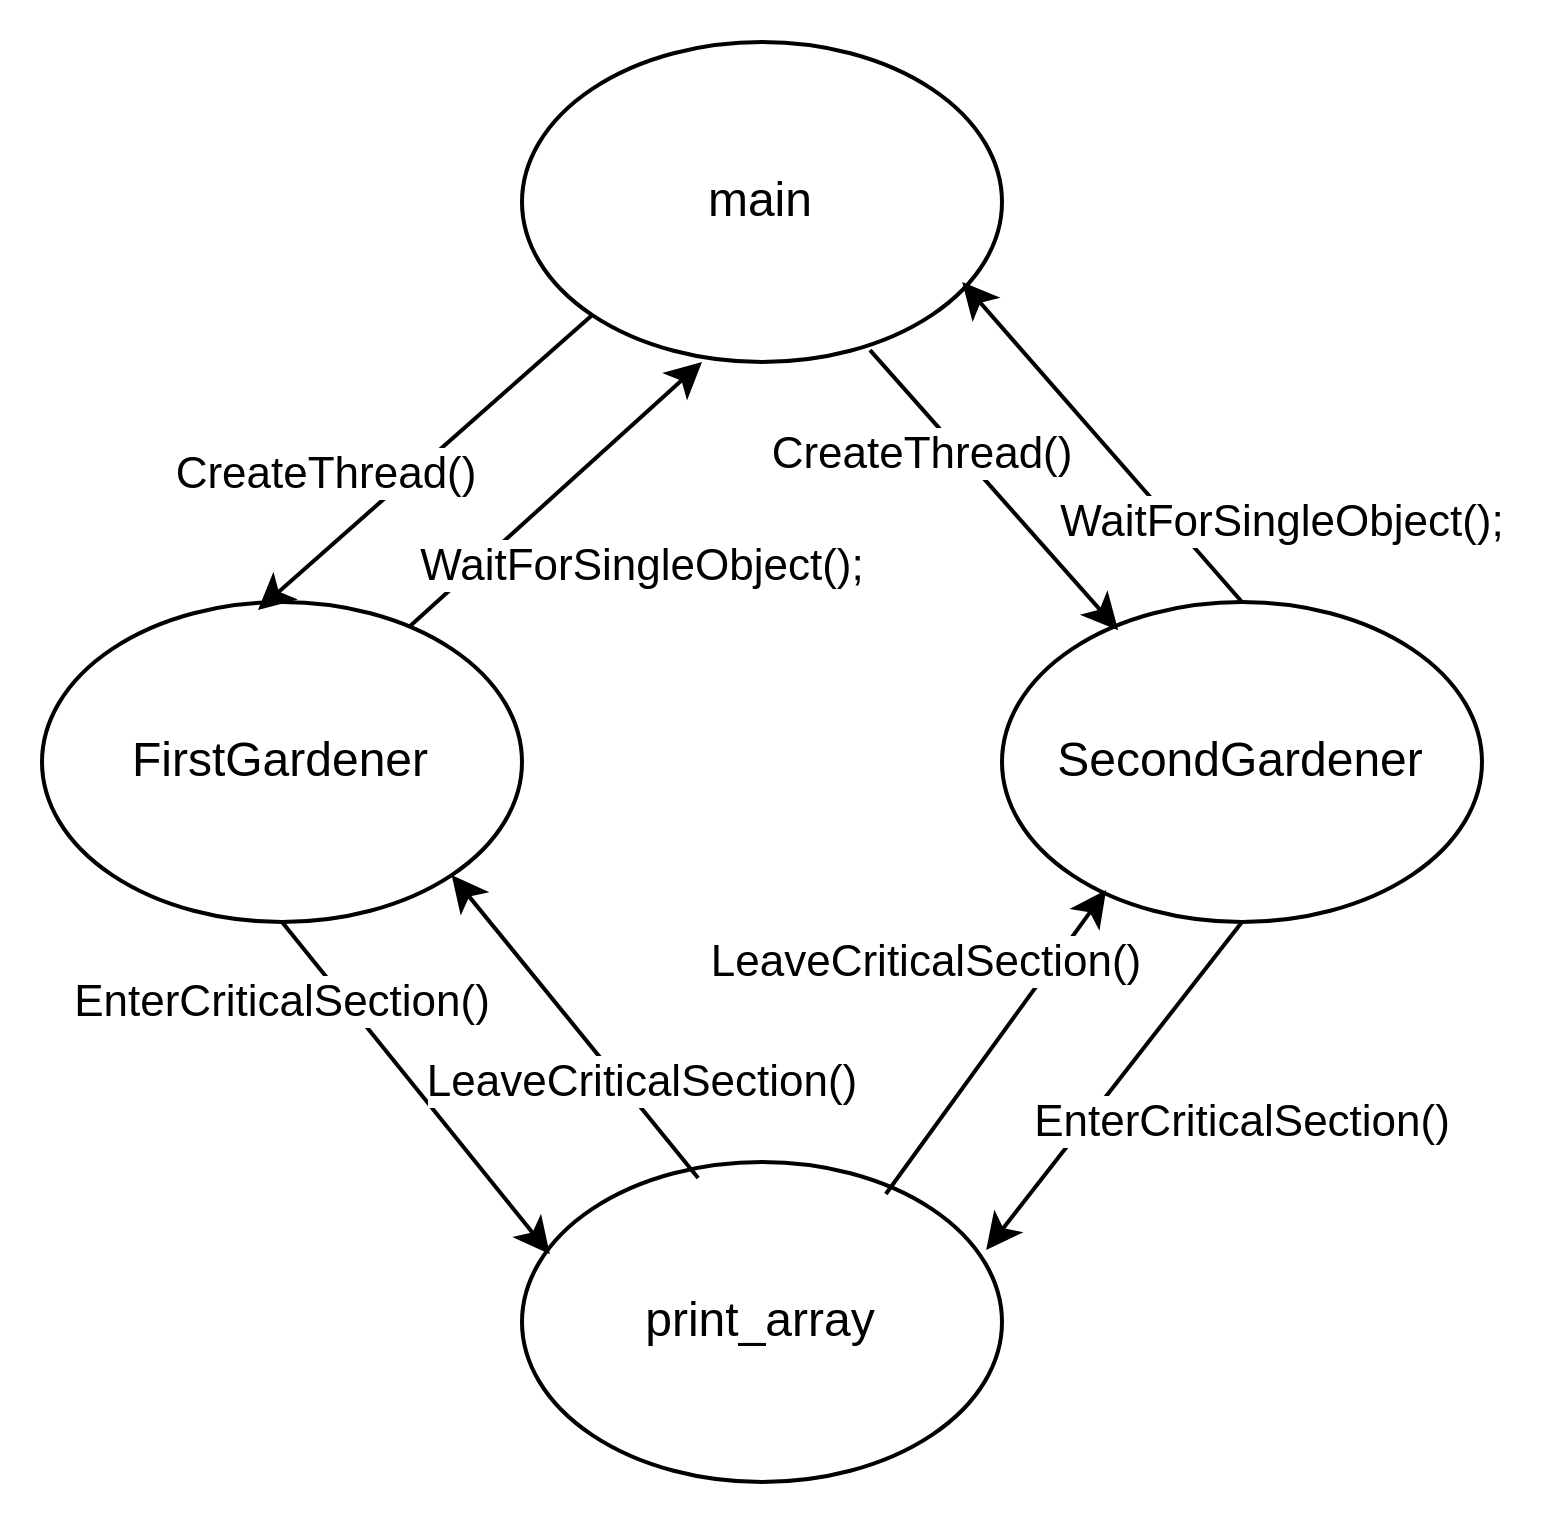 main
CreateThread()
CreateThread()
WaitForSingleObject();
WaitForSingleObject();
FirstGardener
SecondGardener
LeaveCriticalSection()
EnterCriticalSection()
LeaveCriticalSection()
EnterCriticalSection()
print_array